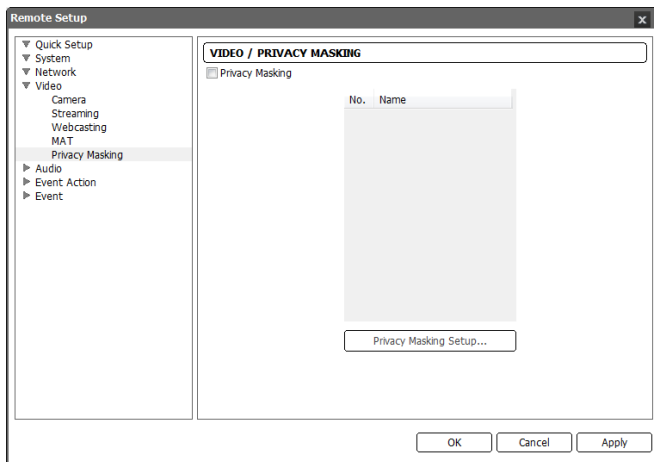 Remote Setup
x
Quick Setup
System
Network
Video
Camera
Streaming
Webcasting
MAT
Privacy Masking
Audio
Event Action
Event
VIDEO / PRIVACY MASKING
Privacy Masking
No. Name
Privacy Masking Setup...
OK Cancel Apply